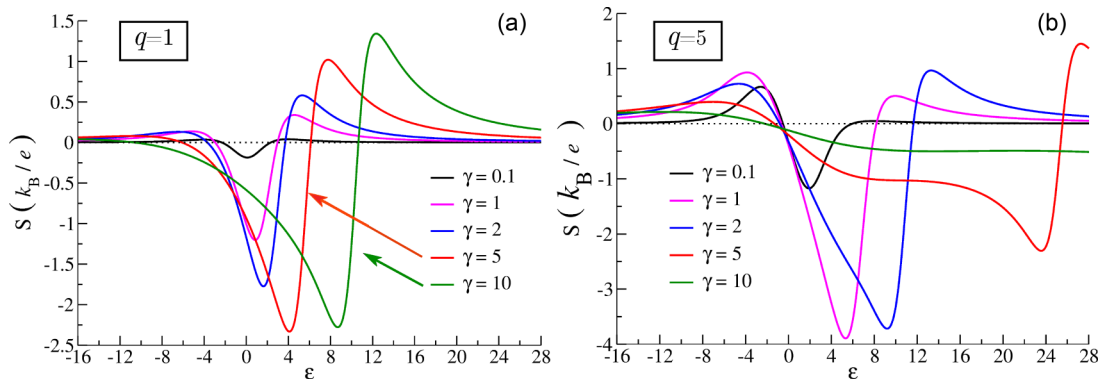 (a)
q=1
S ( k_B / e )
1.5
1
0.5
0
-0.5
-1
-1.5
-2
-2.5
γ = 0.1
γ = 1
γ = 2
γ = 5
γ = 10
-16 -12 -8 -4 0 4 8 12 16 20 24 28
ε
(b)
q=5
S ( k_B / e )
2
1
0
-1
-2
-3
-4
γ = 0.1
γ = 1
γ = 2
γ = 5
γ = 10
-16 -12 -8 -4 0 4 8 12 16 20 24 28
ε